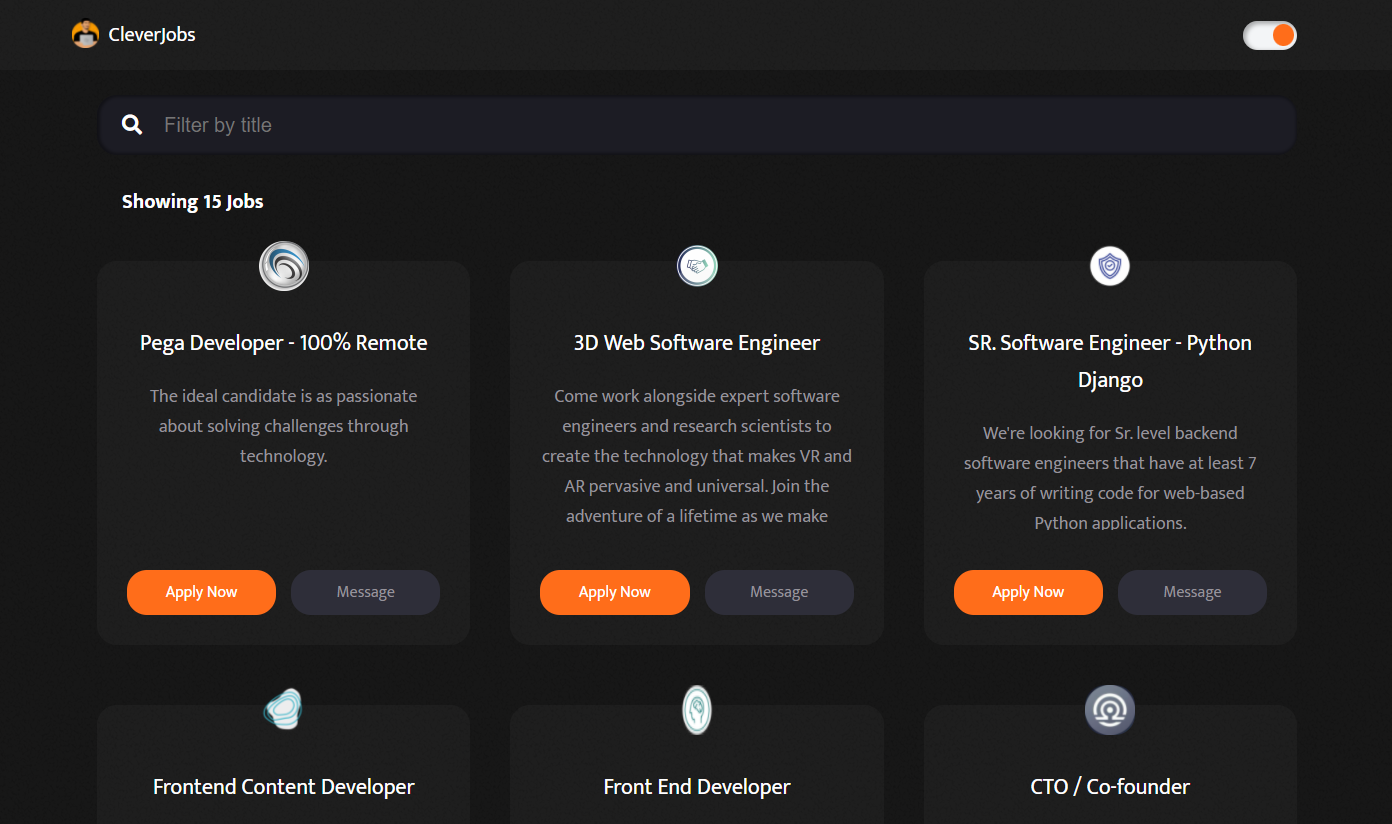 CleverJobs
Filter by title
Showing 15 Jobs
Pega Developer - 100% Remote
The ideal candidate is as passionate
about solving challenges through
technology.
Apply Now
Message
3D Web Software Engineer
Come work alongside expert software
engineers and research scientists to
create the technology that makes VR and
AR pervasive and universal. Join the
adventure of a lifetime as we make
Apply Now
Message
SR. Software Engineer - Python
Django
We're looking for Sr. level backend
software engineers that have at least 7
years of writing code for web-based
Python applications.
Apply Now
Message
Frontend Content Developer
Front End Developer
CTO / Co-founder